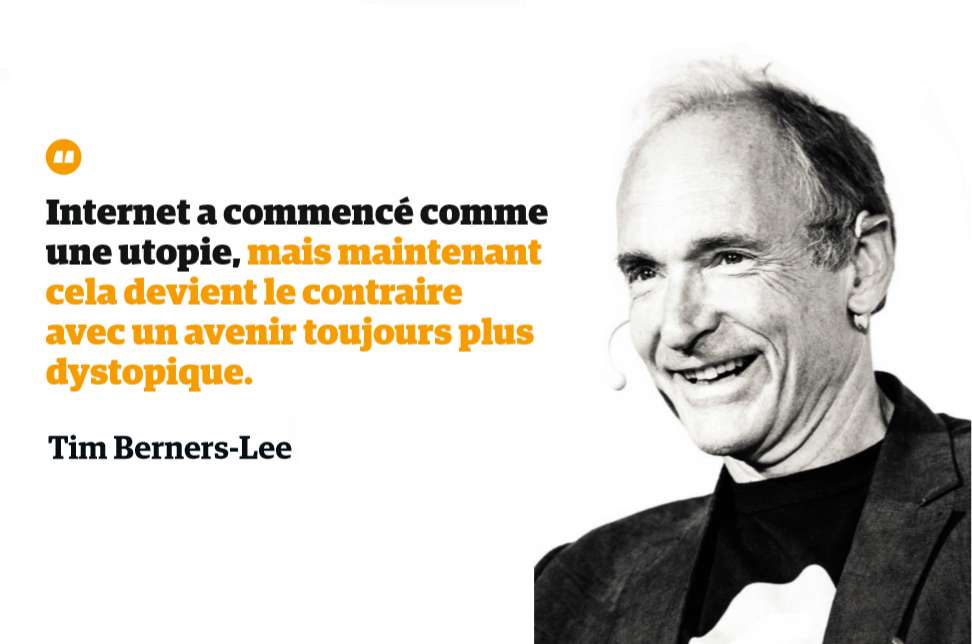 Internet a commencé comme
une utopie, mais maintenant
cela devient le contraire
avec un avenir toujours plus
dystopique.
Tim Berners-Lee